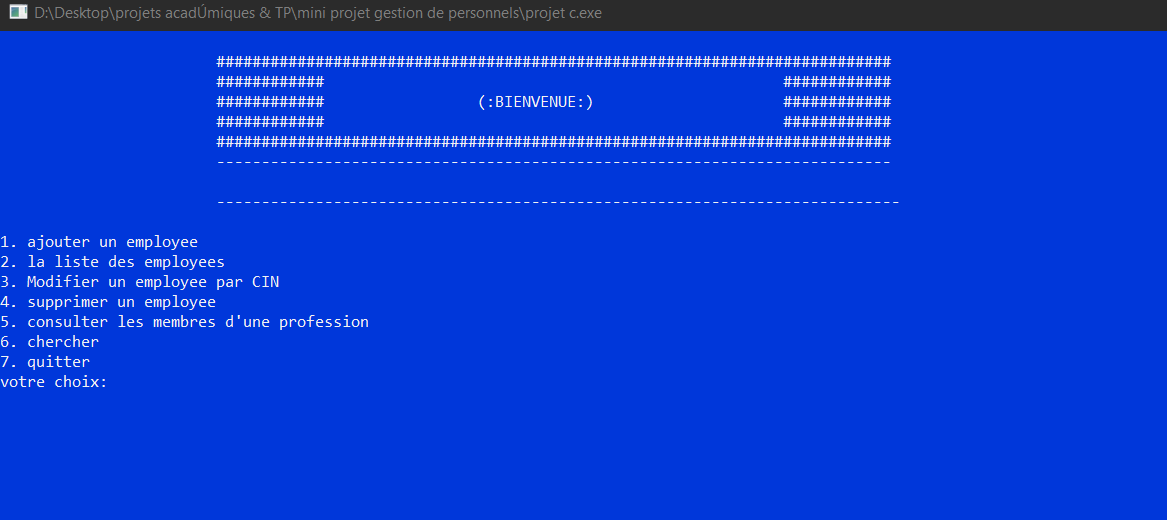 D:\Desktop\projets acadÚmiques & TP\mini projet gestion de personnels\projet c.exe
###########################################################################
############ ############
############ (:BIENVENUE:) ############
############ ############
###########################################################################
---------------------------------------------------------------------------
----------------------------------------------------------------------------
1. ajouter un employee
2. la liste des employees
3. Modifier un employee par CIN
4. supprimer un employee
5. consulter les membres d'une profession
6. chercher
7. quitter
votre choix: